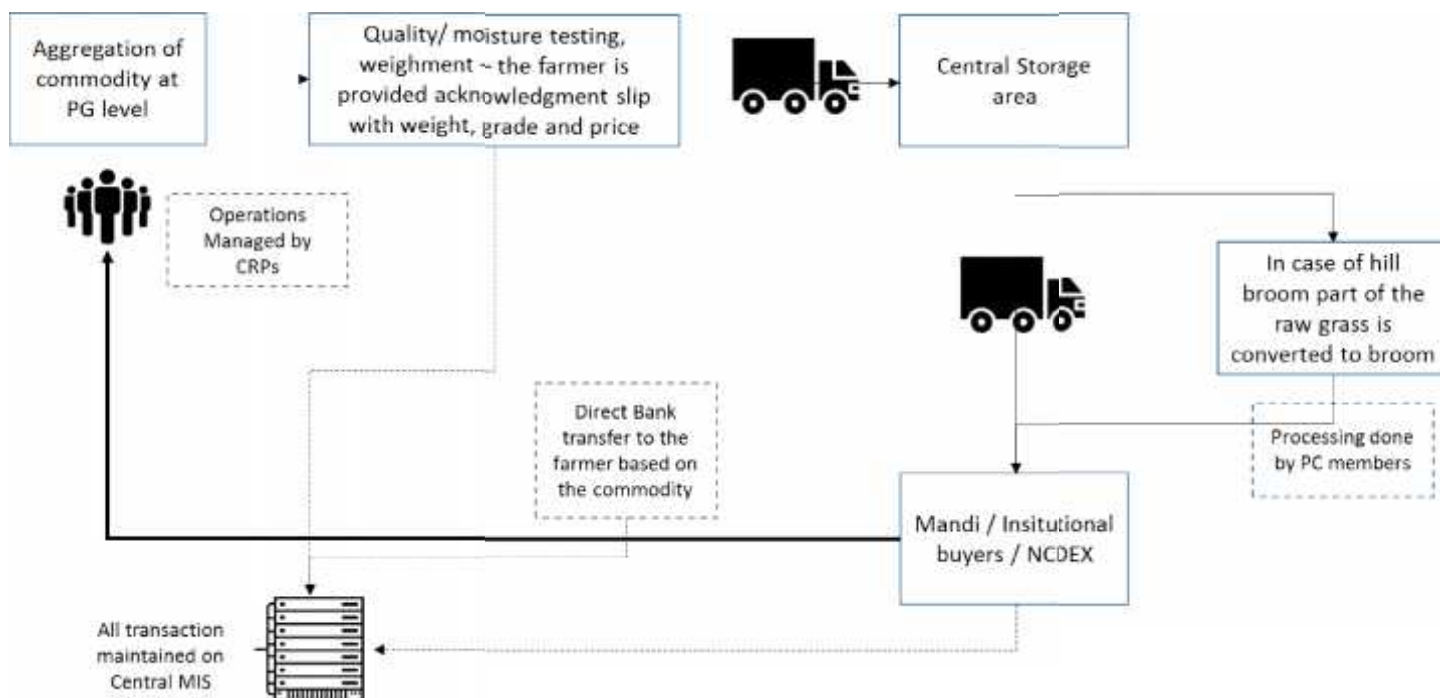 Aggregation of
commodity at
PG level
Quality/ moisture testing,
weighment ~ the farmer is
provided acknowledgment slip
with weight, grade and price
Central Storage
area
Operations
Managed by
CRPs
In case of hill
broom part of the
raw grass is
converted to broom
Direct Bank
transfer to the
farmer based on
the commodity
Processing done
by PC members
Mandi / Insitutional
buyers / NCDEX
All transaction
maintained on
Central MIS